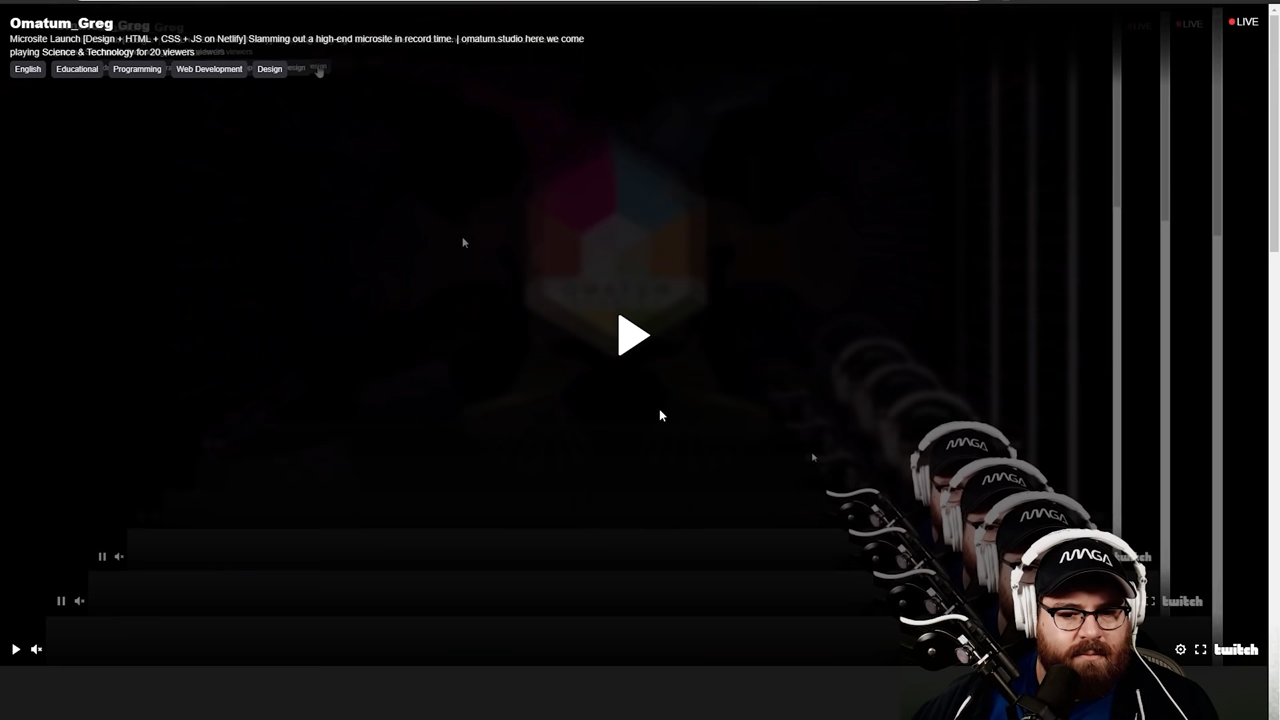 Omatum_Greg
LIVE
Microsite Launch [Design + HTML + CSS + JS on Netlify] Slamming out a high-end microsite in record time. | omatum.studio here we come
playing Science & Technology for 20 viewers
English
Educational
Programming
Web Development
Design
twitch